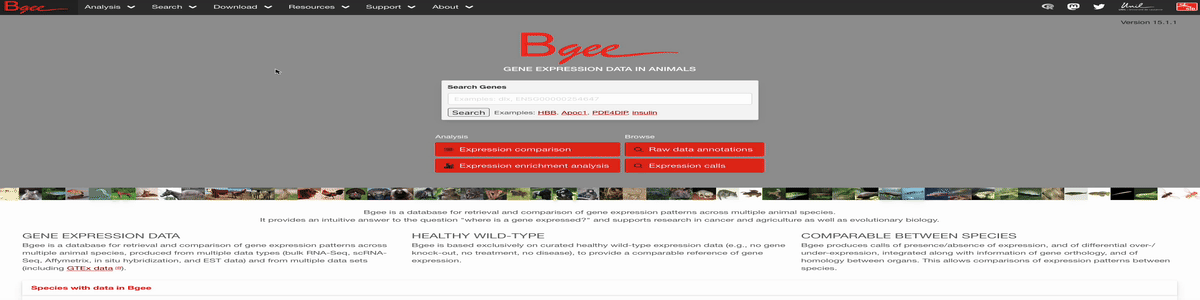 Bgee Analysis Search Download Resources Support About
Version 15.1.1
Bgee
GENE EXPRESSION DATA IN ANIMALS
Search Genes
Search Examples: HBB, Apoc1, PDE4DIP, insulin
Analysis Browse
Expression comparison Raw data annotations
Expression enrichment analysis Expression calls
Bgee is a database for retrieval and comparison of gene expression patterns across multiple animal species.
It provides an intuitive answer to the question "where is a gene expressed?" and supports research in cancer and agriculture as well as evolutionary biology.
GENE EXPRESSION DATA
Bgee is a database for retrieval and comparison of gene expression patterns across
multiple animal species, produced from multiple data types (bulk RNA-Seq, scRNA-
Seq, Affymetrix, in situ hybridization, and EST data) and from multiple data sets
(including GTEx data).
HEALTHY WILD-TYPE
Bgee is based exclusively on curated healthy wild-type expression data (e.g., no gene
knock-out, no treatment, no disease), to provide a comparable reference of gene
expression.
COMPARABLE BETWEEN SPECIES
Bgee produces calls of presence/absence of expression, and of differential over-/
under-expression, integrated along with information of gene orthology, and of
homology between organs. This allows comparisons of expression patterns between
species.
Species with data in Bgee